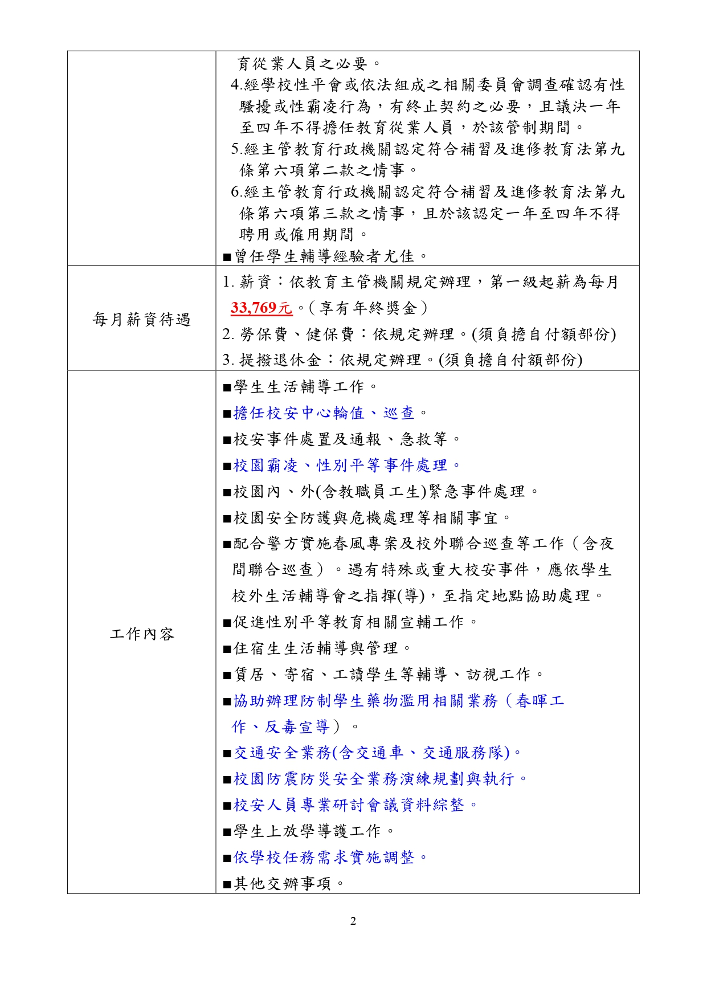 育從業人員之必要。
4.經學校性平會或依法組成之相關委員會調查確認有性
騷擾或性霸凌行為，有終止契約之必要，且議決一年
至四年不得擔任教育從業人員，於該管制期間。
5.經主管教育行政機關認定符合補習及進修教育法第九
條第六項第二款之情事。
6.經主管教育行政機關認定符合補習及進修教育法第九
條第六項第三款之情事，且於該認定一年至四年不得
聘用或僱用期間。
■曾任學生輔導經驗者尤佳。
每月薪資待遇
1. 薪資：依教育主管機關規定辦理，第一級起薪為每月
33,769元。（享有年終獎金）
2. 勞保費、健保費：依規定辦理。(須負擔自付額部份)
3. 提撥退休金：依規定辦理。(須負擔自付額部份)
工作內容
■學生生活輔導工作。
■擔任校安中心輪值、巡查。
■校安事件處置及通報、急救等。
■校園霸凌、性別平等事件處理。
■校園內、外(含教職員工生)緊急事件處理。
■校園安全防護與危機處理等相關事宜。
■配合警方實施春風專案及校外聯合巡查等工作（含夜
間聯合巡查）。遇有特殊或重大校安事件，應依學生
校外生活輔導會之指揮(導)，至指定地點協助處理。
■促進性別平等教育相關宣輔工作。
■住宿生生活輔導與管理。
■賃居、寄宿、工讀學生等輔導、訪視工作。
■協助辦理防制學生藥物濫用相關業務（春暉工
作、反毒宣導）。
■交通安全業務(含交通車、交通服務隊)。
■校園防震防災安全業務演練規劃與執行。
■校安人員專業研討會議資料綜整。
■學生上放學導護工作。
■依學校任務需求實施調整。
■其他交辦事項。
2